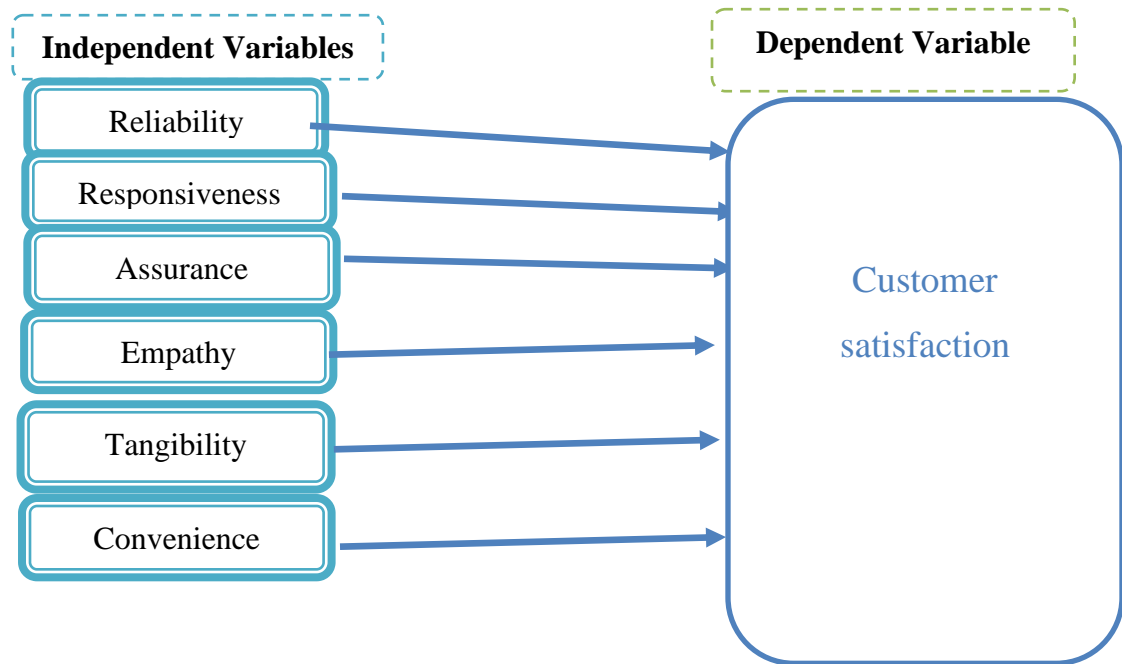 Independent Variables
Dependent Variable
Reliability
Responsiveness
Assurance
Empathy
Tangibility
Convenience
Customer
satisfaction